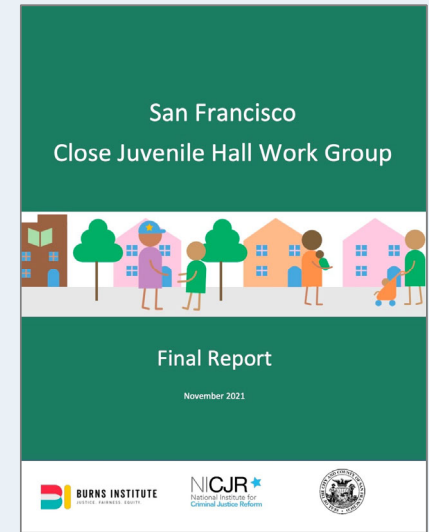 San Francisco
Close Juvenile Hall Work Group
Final Report
November 2021
BURNS INSTITUTE
JUSTICE. FAIRNESS. EQUITY.
NICJR
National Institute for
Criminal Justice Reform